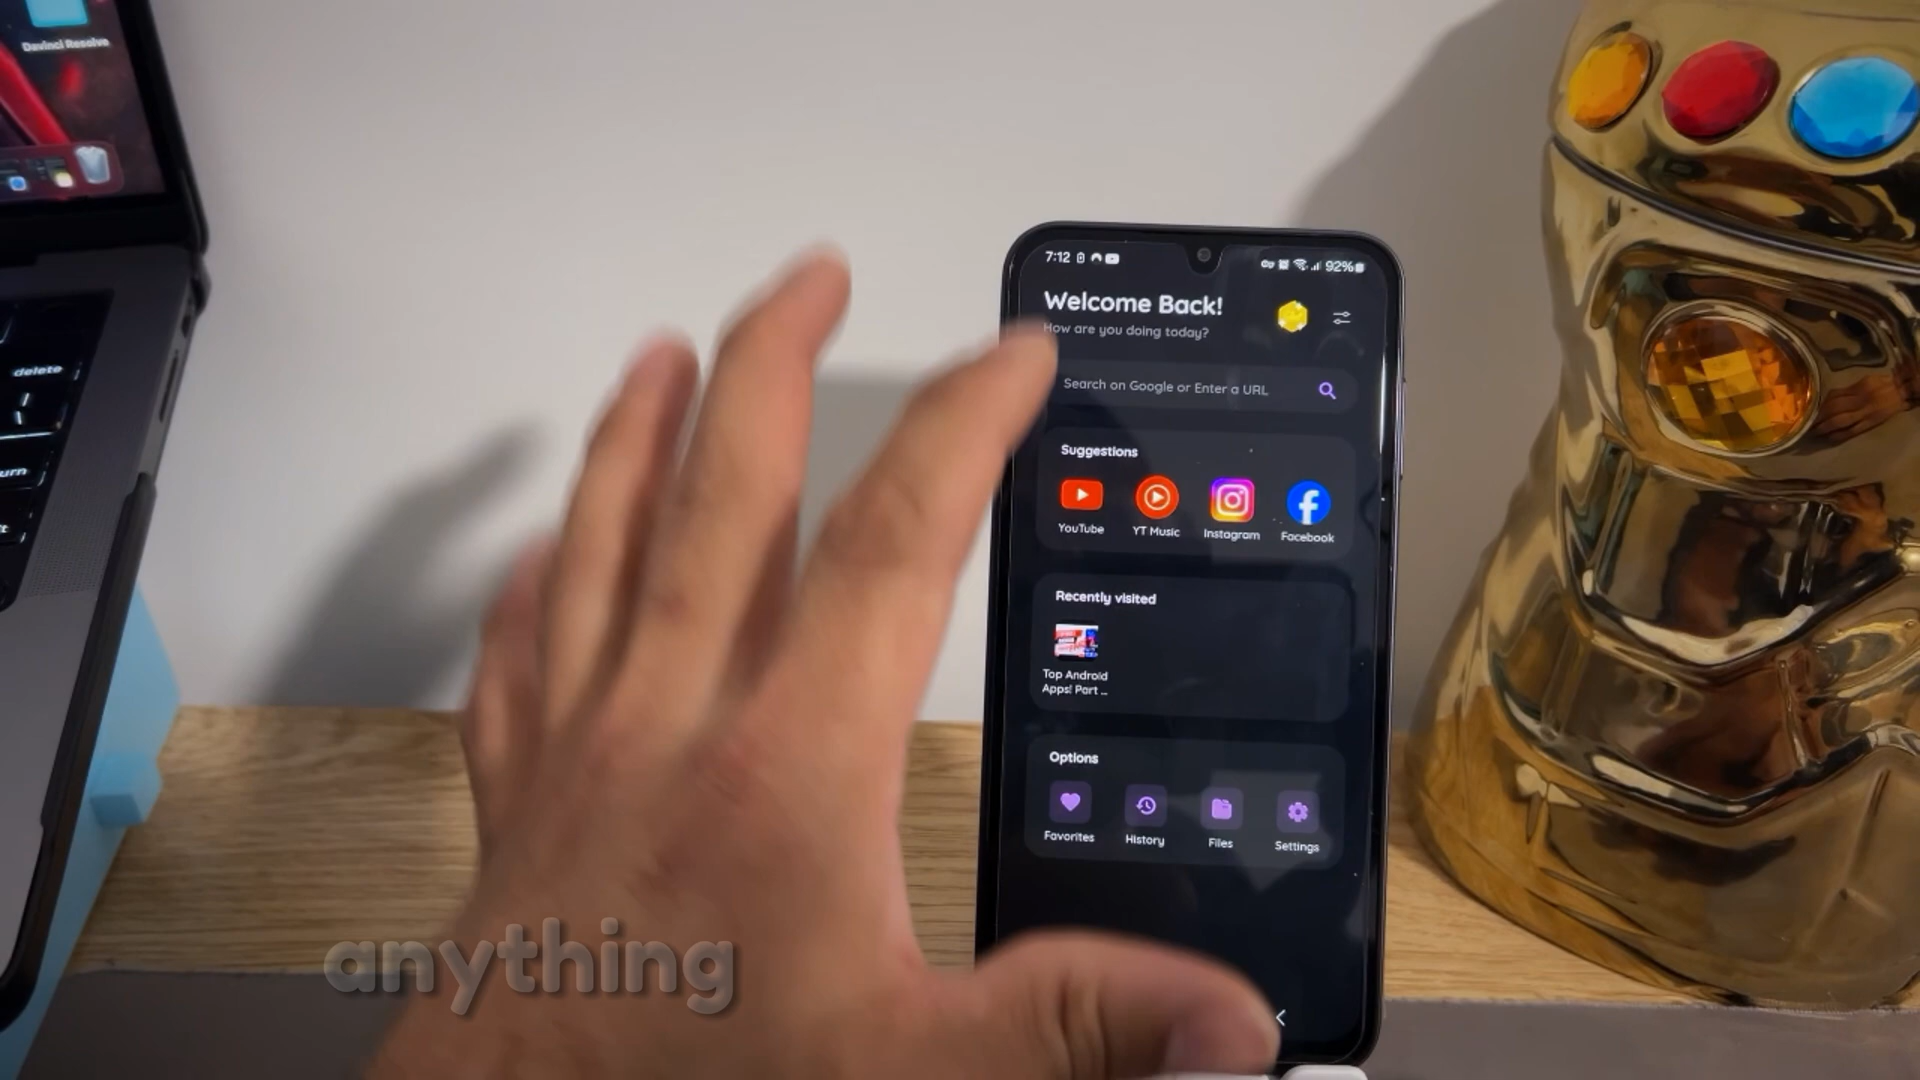 Davinci Resolve
delete
urn
7:12
92%
Welcome Back!
How are you doing today?
Search on Google or Enter a URL
Suggestions
YouTube
YT Music
Instagram
Facebook
Recently visited
Top Android
Apps! Part ...
Options
Favorites
History
Files
Settings
anything